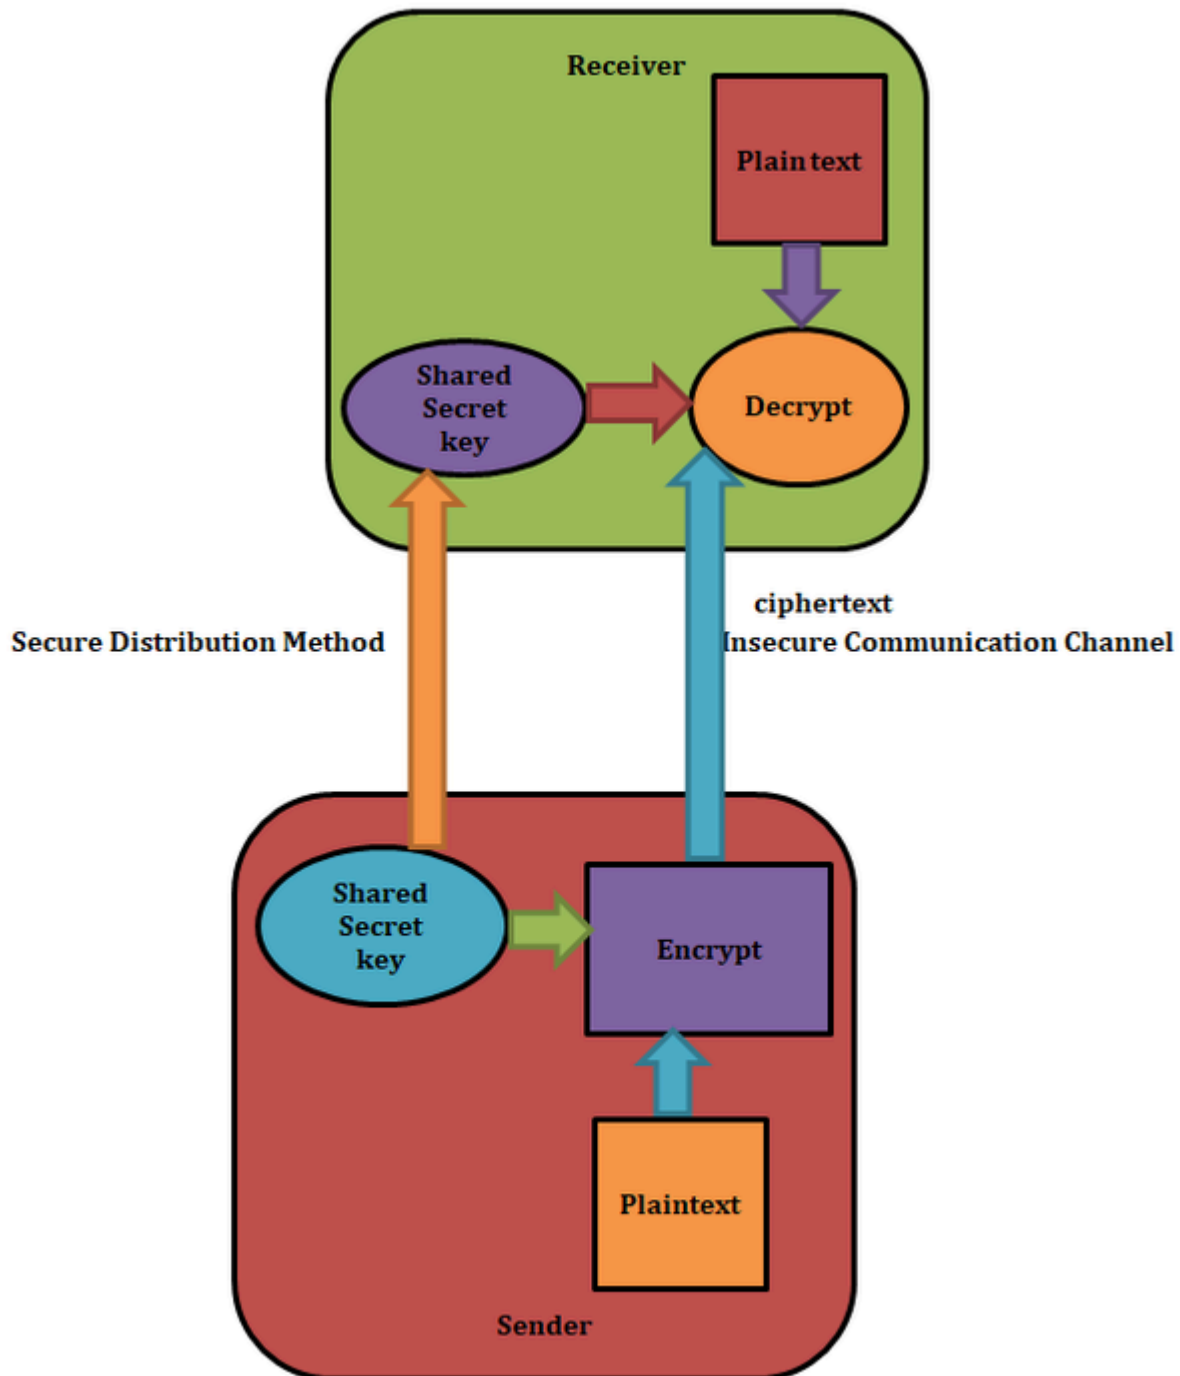 Receiver
Plain text
Shared
Secret
key
Decrypt
ciphertext
Secure Distribution Method
Insecure Communication Channel
Shared
Secret
key
Encrypt
Plaintext
Sender